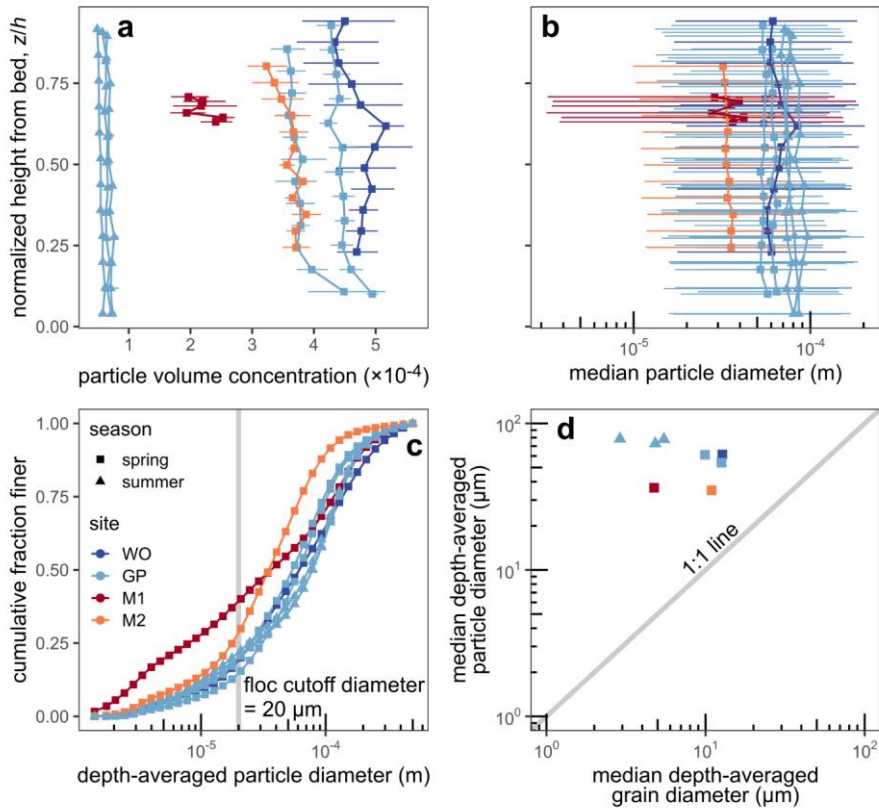 a
normalized height from bed, z/h
0.75
0.50
0.25
0.00
1
2
3
4
5
particle volume concentration (×10⁻⁴)
b
10⁻⁵
10⁻⁴
median particle diameter (m)
c
cumulative fraction finer
1.00
0.75
0.50
0.25
0.00
season
spring
summer
site
WO
GP
M1
M2
floc cutoff diameter
= 20 μm
10⁻⁵
10⁻⁴
depth-averaged particle diameter (m)
d
median depth-averaged
particle diameter (μm)
10²
10¹
10⁰
1:1 line
10⁰
10¹
10²
median depth-averaged
grain diameter (μm)